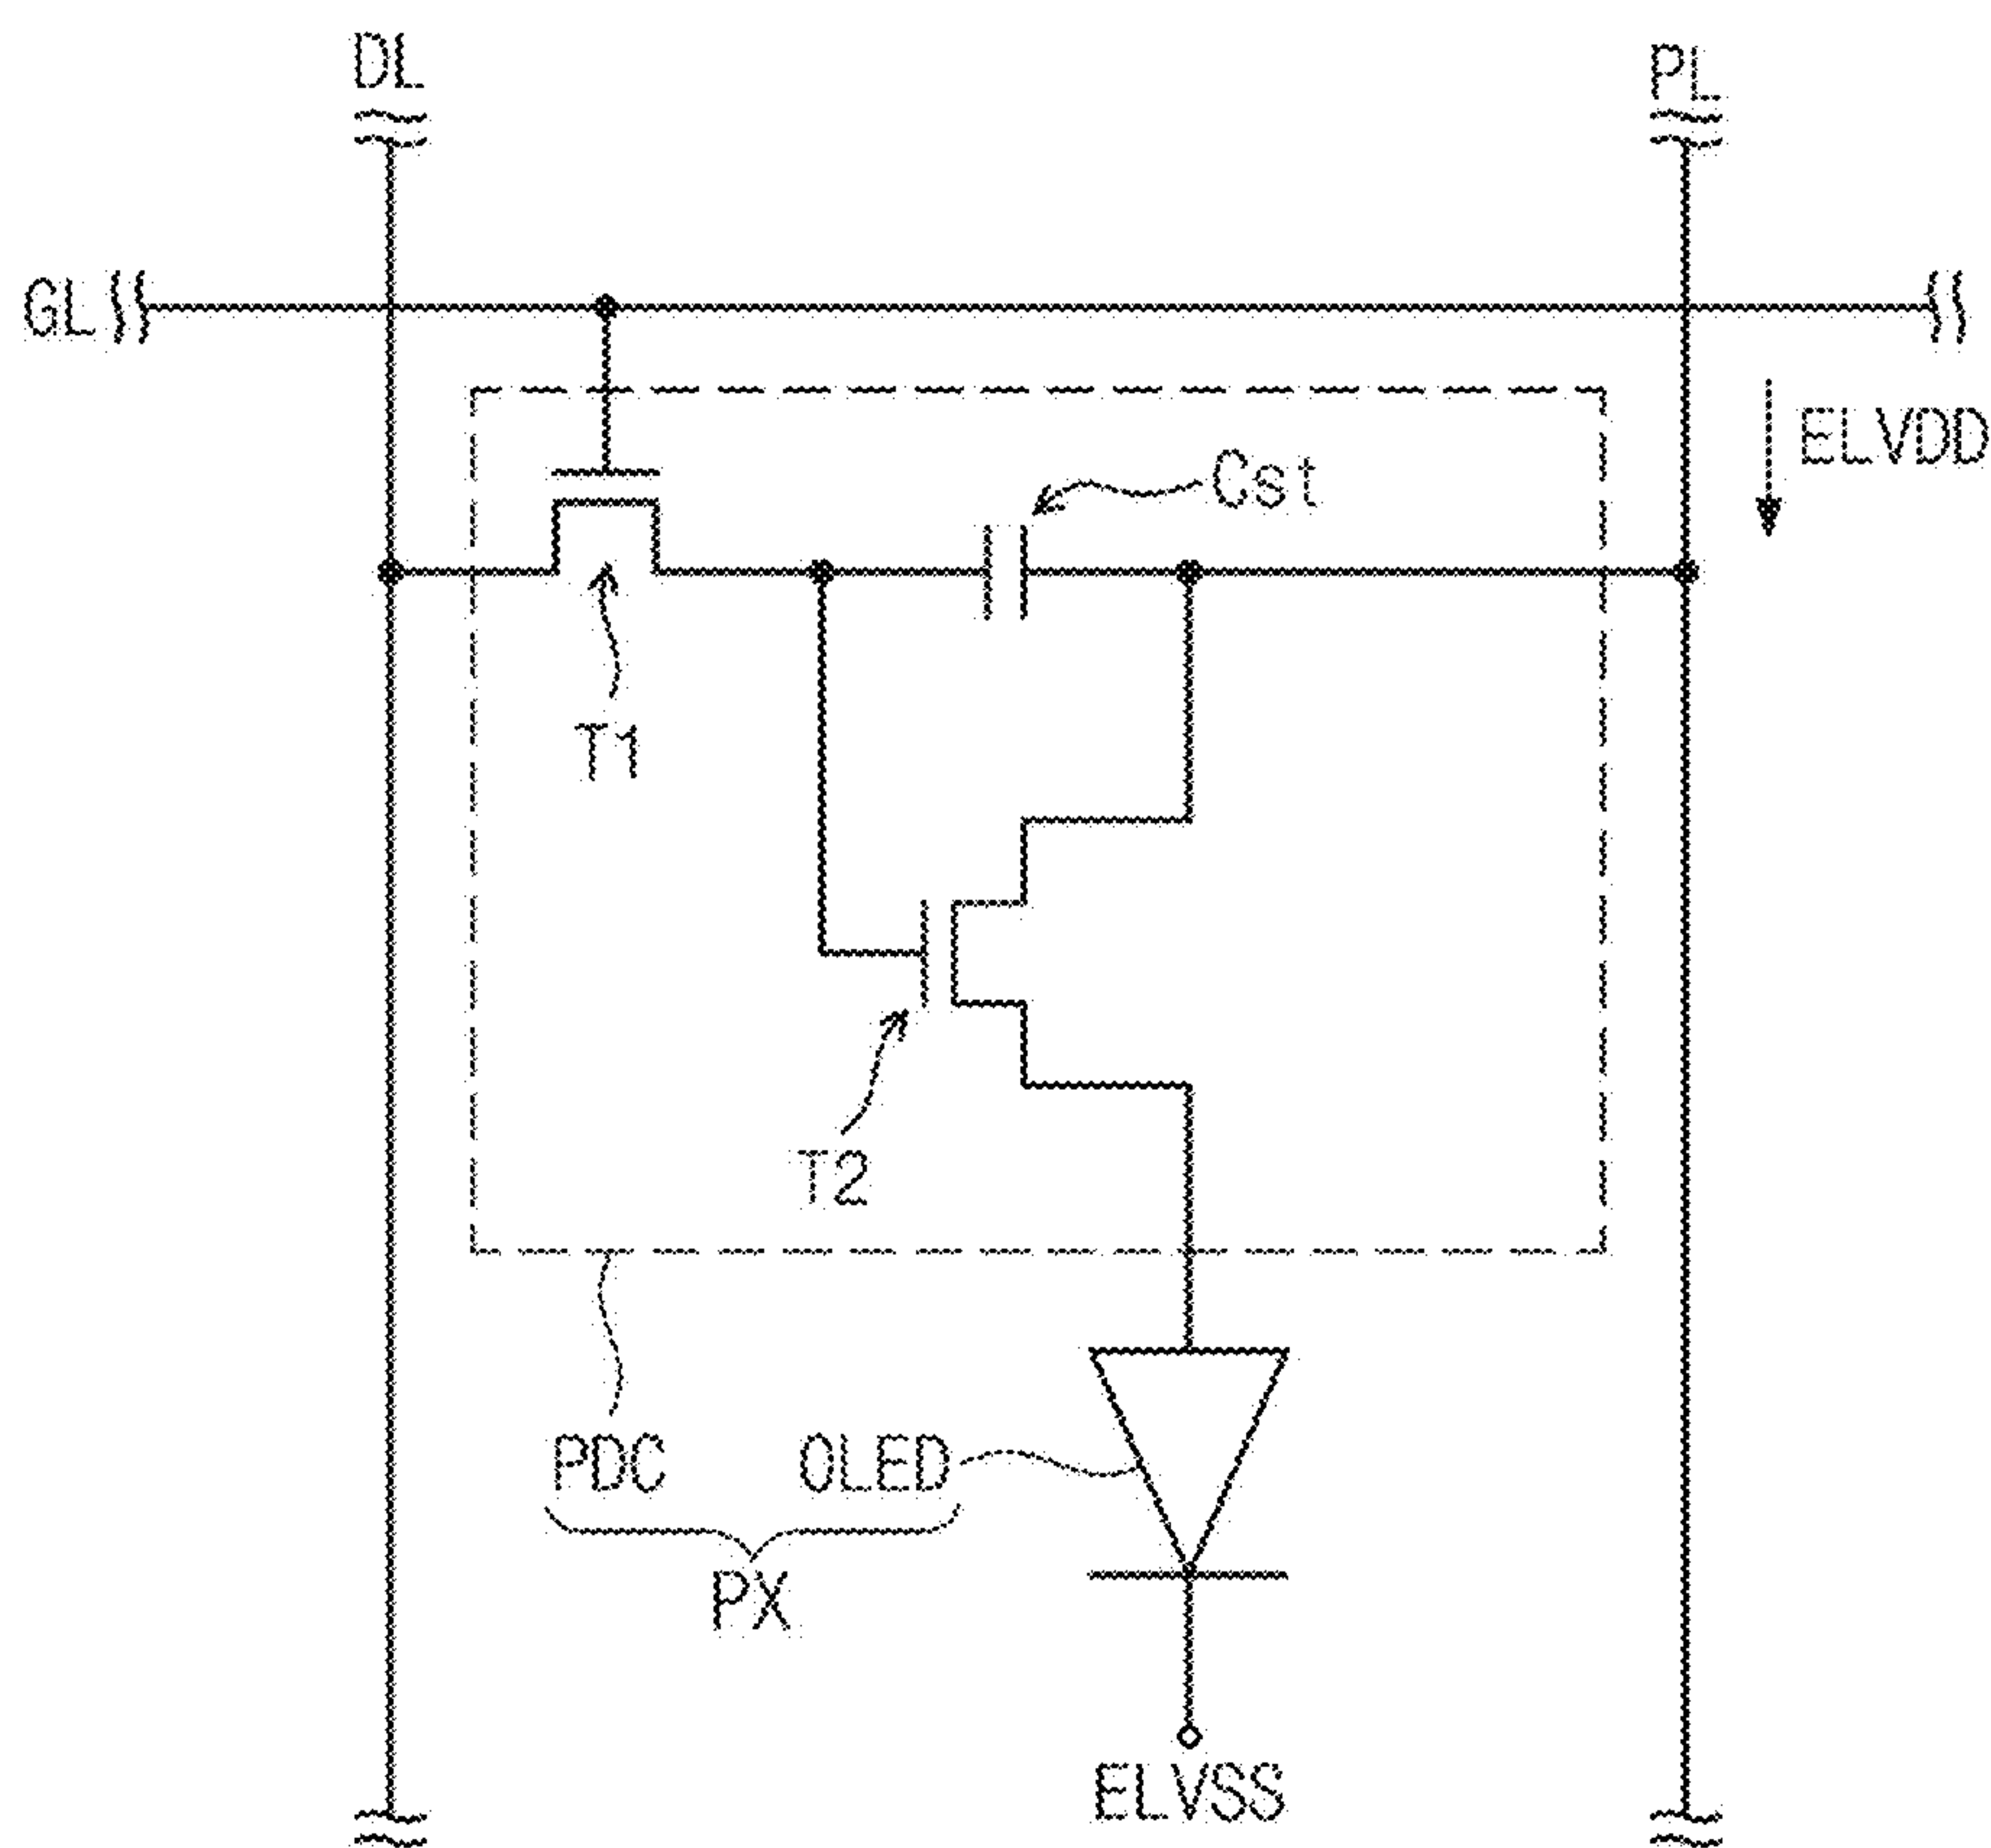 DL
PL
GL
ELVDD
Cst
T1
T2
PDC
OLED
PX
ELVSS